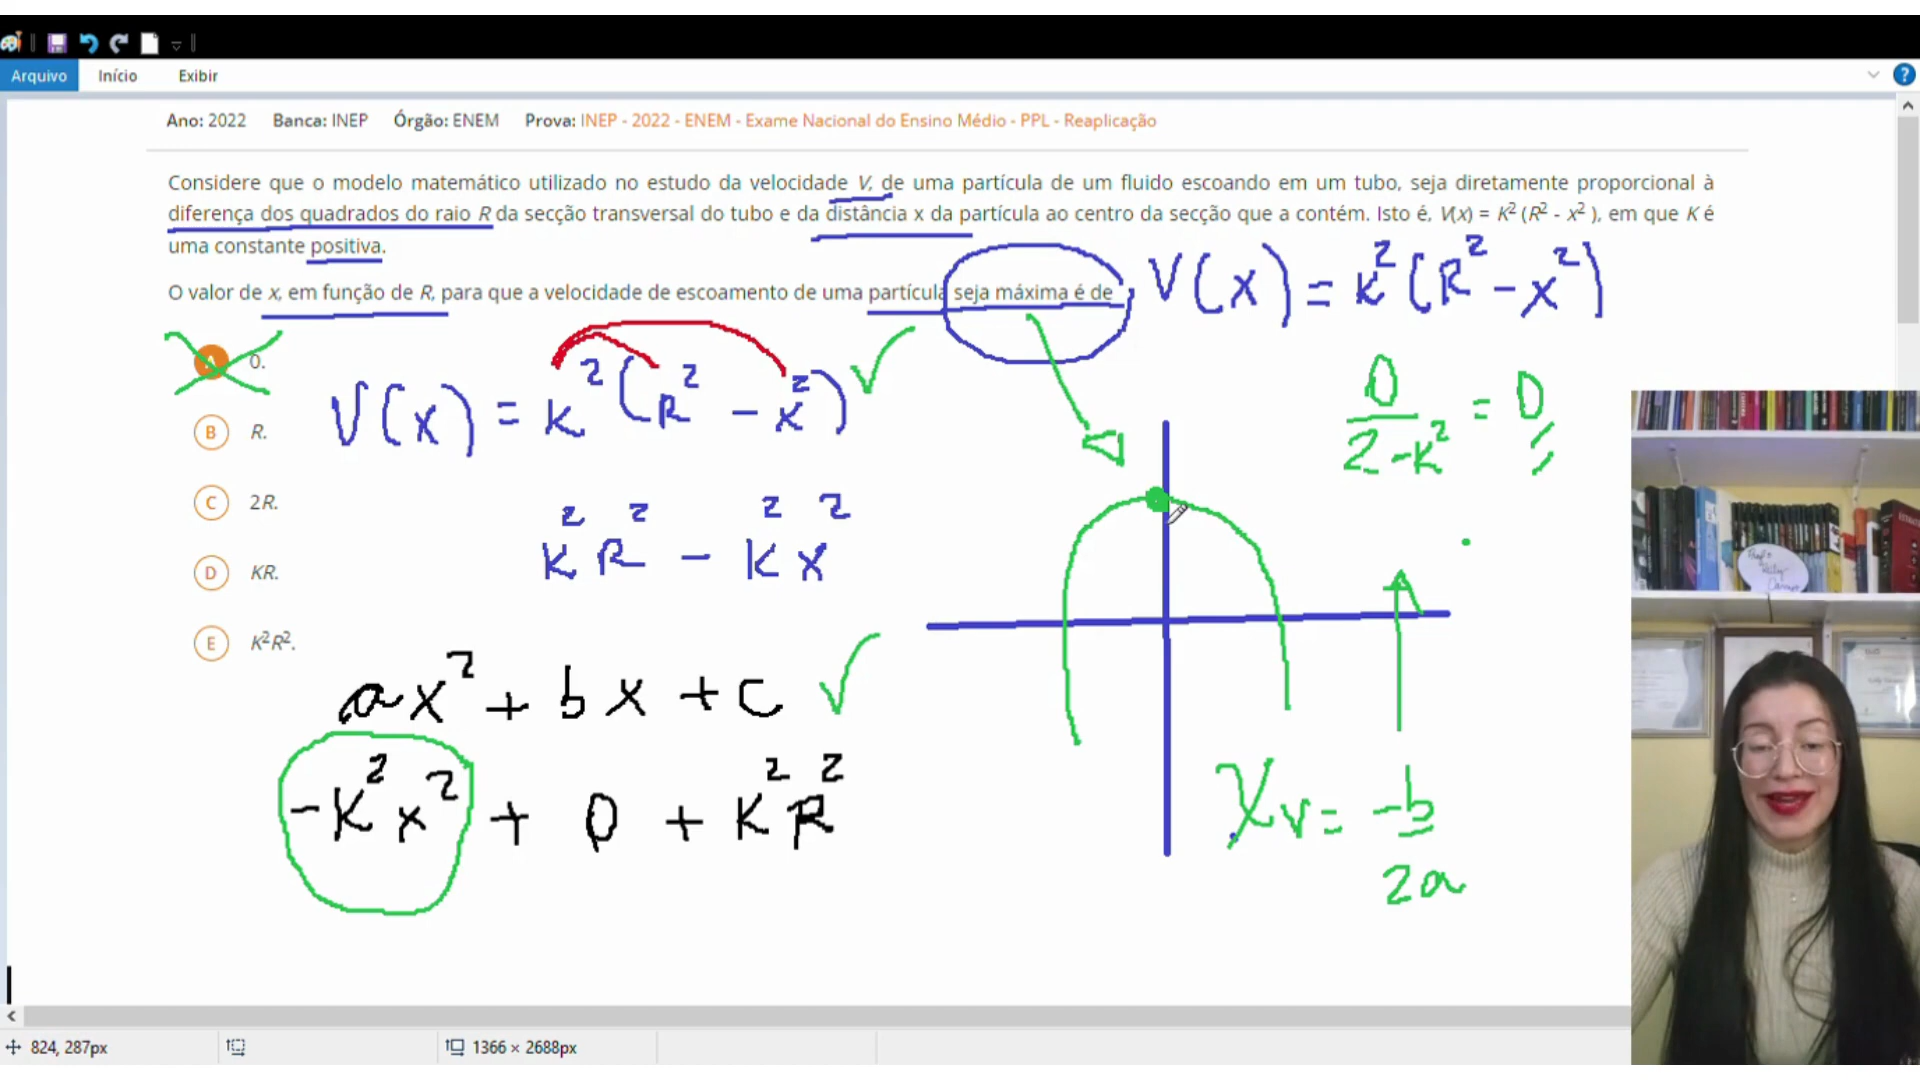 Arquivo Início Exibir
Ano: 2022 Banca: INEP Órgão: ENEM Prova: INEP - 2022 - ENEM - Exame Nacional do Ensino Médio - PPL - Reaplicação
Considere que o modelo matemático utilizado no estudo da velocidade V, de uma partícula de um fluido escoando em um tubo, seja diretamente proporcional à
diferença dos quadrados do raio R da secção transversal do tubo e da distância x da partícula ao centro da secção que a contém. Isto é, V(x) = K² (R² - x² ), em que K é
uma constante positiva.
O valor de x, em função de R, para que a velocidade de escoamento de uma partícula seja máxima é de
V(x) = K²(R² - x²)
A 0.
B R.
C 2R.
D KR.
E K²R².
V(x) = K²(R² - x²)
0/2-K² = 0
K²R² - K²x²
ax² + bx + c
-K²x² + 0 + K²R²
Xv = -b/2a
824, 287px
1366 × 2688px